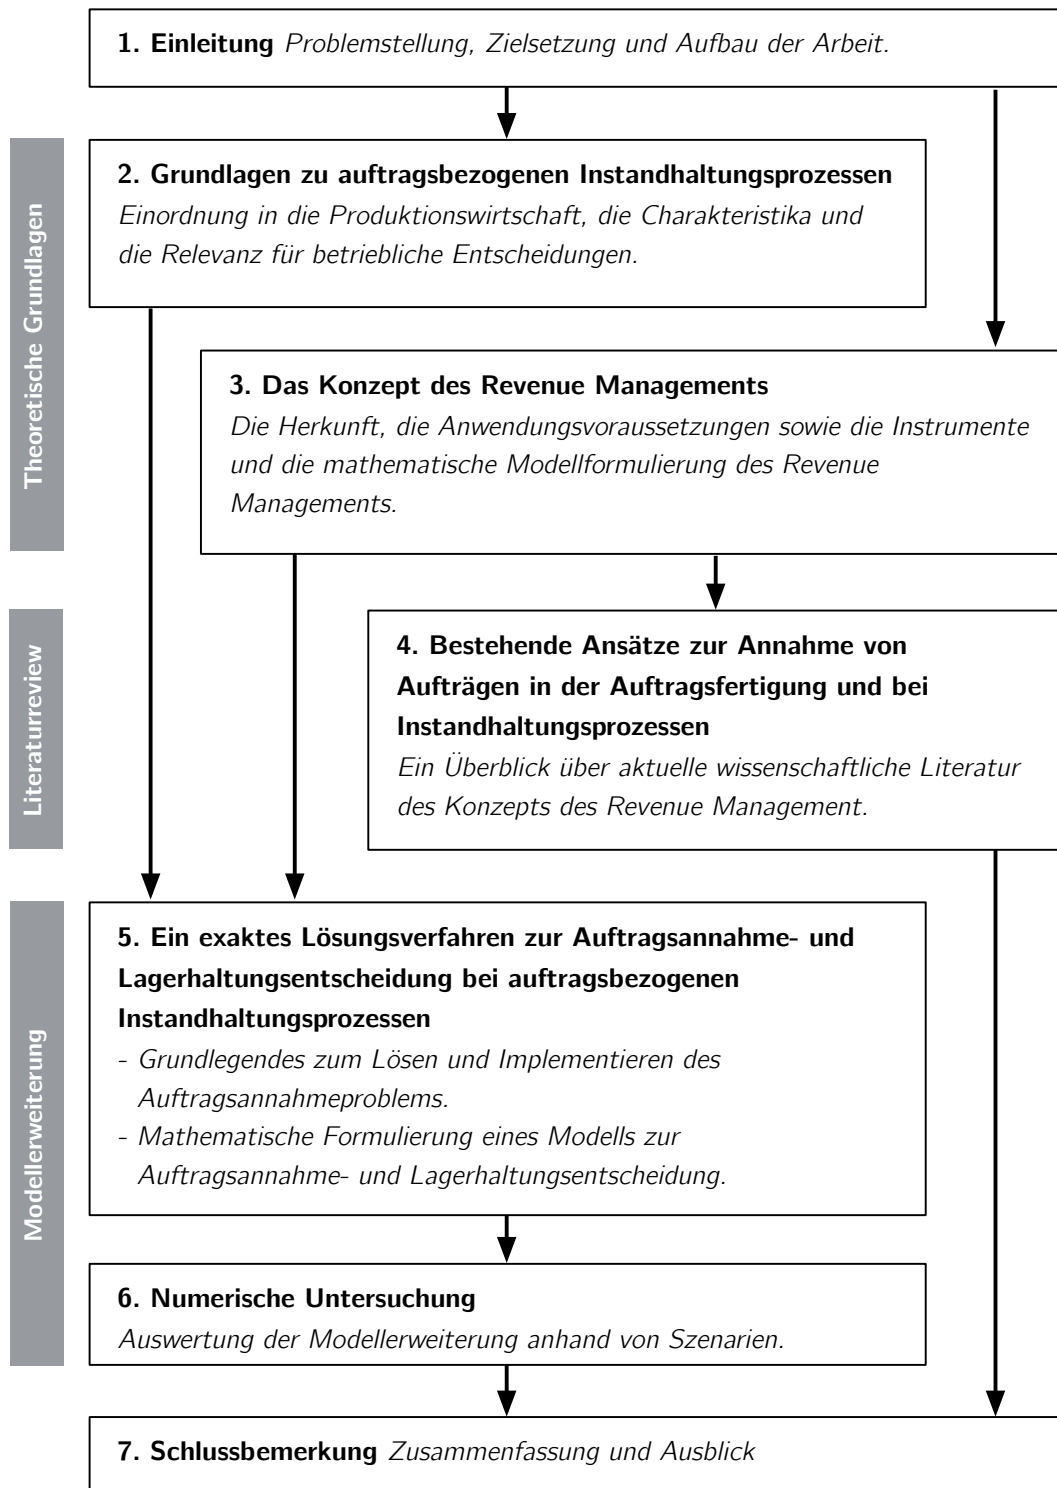 1. Einleitung Problemstellung, Zielsetzung und Aufbau der Arbeit.
Theoretische Grundlagen
2. Grundlagen zu auftragsbezogenen Instandhaltungsprozessen
Einordnung in die Produktionswirtschaft, die Charakteristika und
die Relevanz für betriebliche Entscheidungen.
3. Das Konzept des Revenue Managements
Die Herkunft, die Anwendungsvoraussetzungen sowie die Instrumente
und die mathematische Modellformulierung des Revenue
Managements.
Literaturreview
4. Bestehende Ansätze zur Annahme von
Aufträgen in der Auftragsfertigung und bei
Instandhaltungsprozessen
Ein Überblick über aktuelle wissenschaftliche Literatur
des Konzepts des Revenue Management.
Modellerweiterung
5. Ein exaktes Lösungsverfahren zur Auftragsannahme- und
Lagerhaltungsentscheidung bei auftragsbezogenen
Instandhaltungsprozessen
- Grundlegendes zum Lösen und Implementieren des
Auftragsannahmeproblems.
- Mathematische Formulierung eines Modells zur
Auftragsannahme- und Lagerhaltungsentscheidung.
6. Numerische Untersuchung
Auswertung der Modellerweiterung anhand von Szenarien.
7. Schlussbemerkung Zusammenfassung und Ausblick